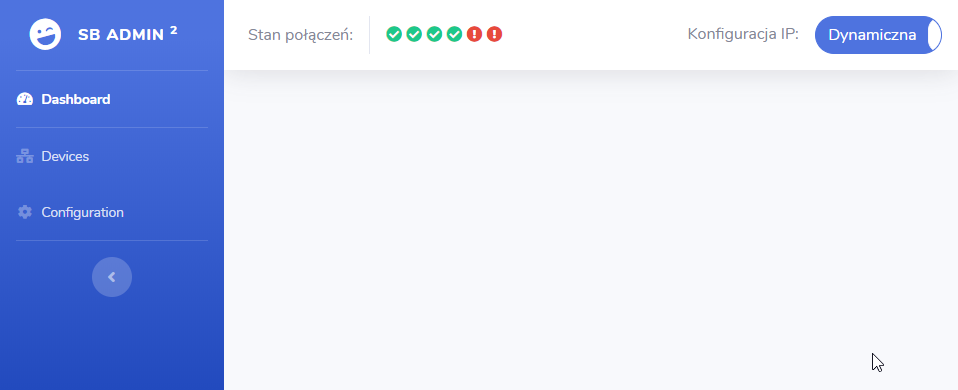 SB ADMIN 2
Stan połączeń:
Konfiguracja IP:
Dynamiczna
Dashboard
Devices
Configuration